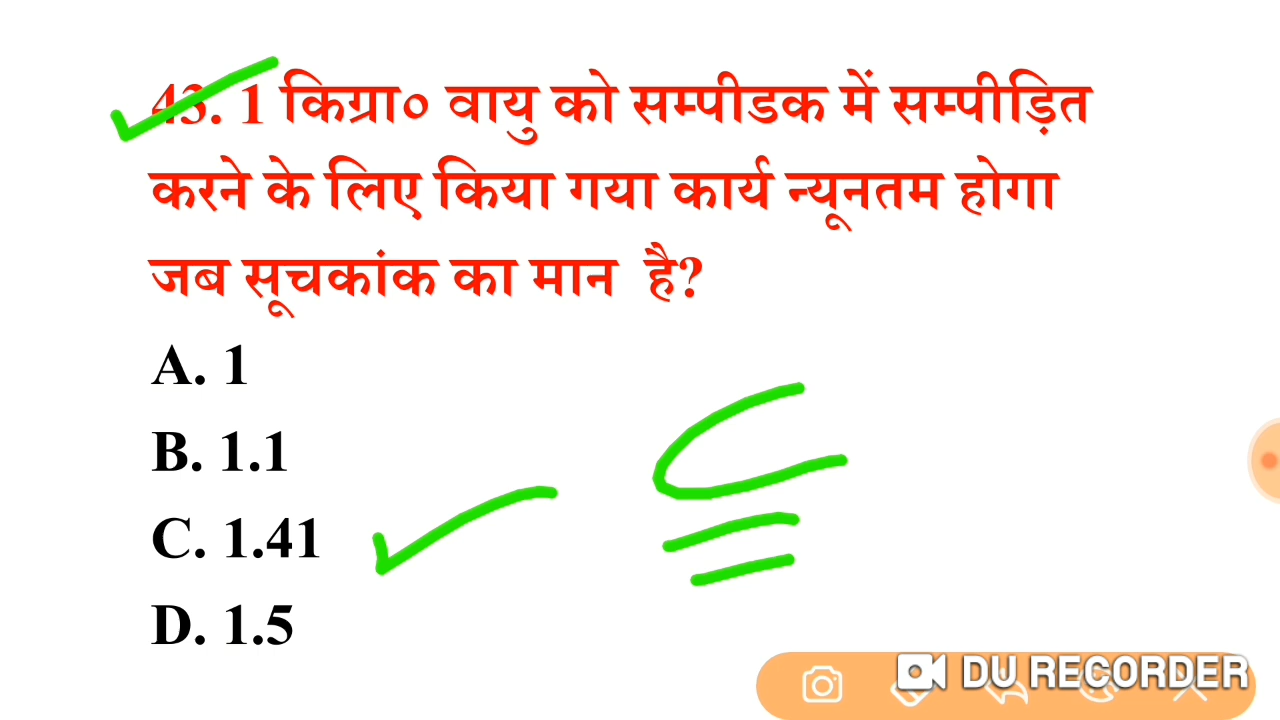 43. 1 किग्रा० वायु को सम्पीडक में सम्पीड़ित
करने के लिए किया गया कार्य न्यूनतम होगा
जब सूचकांक का मान है?
A. 1
B. 1.1
C. 1.41
D. 1.5
C
DU RECORDER